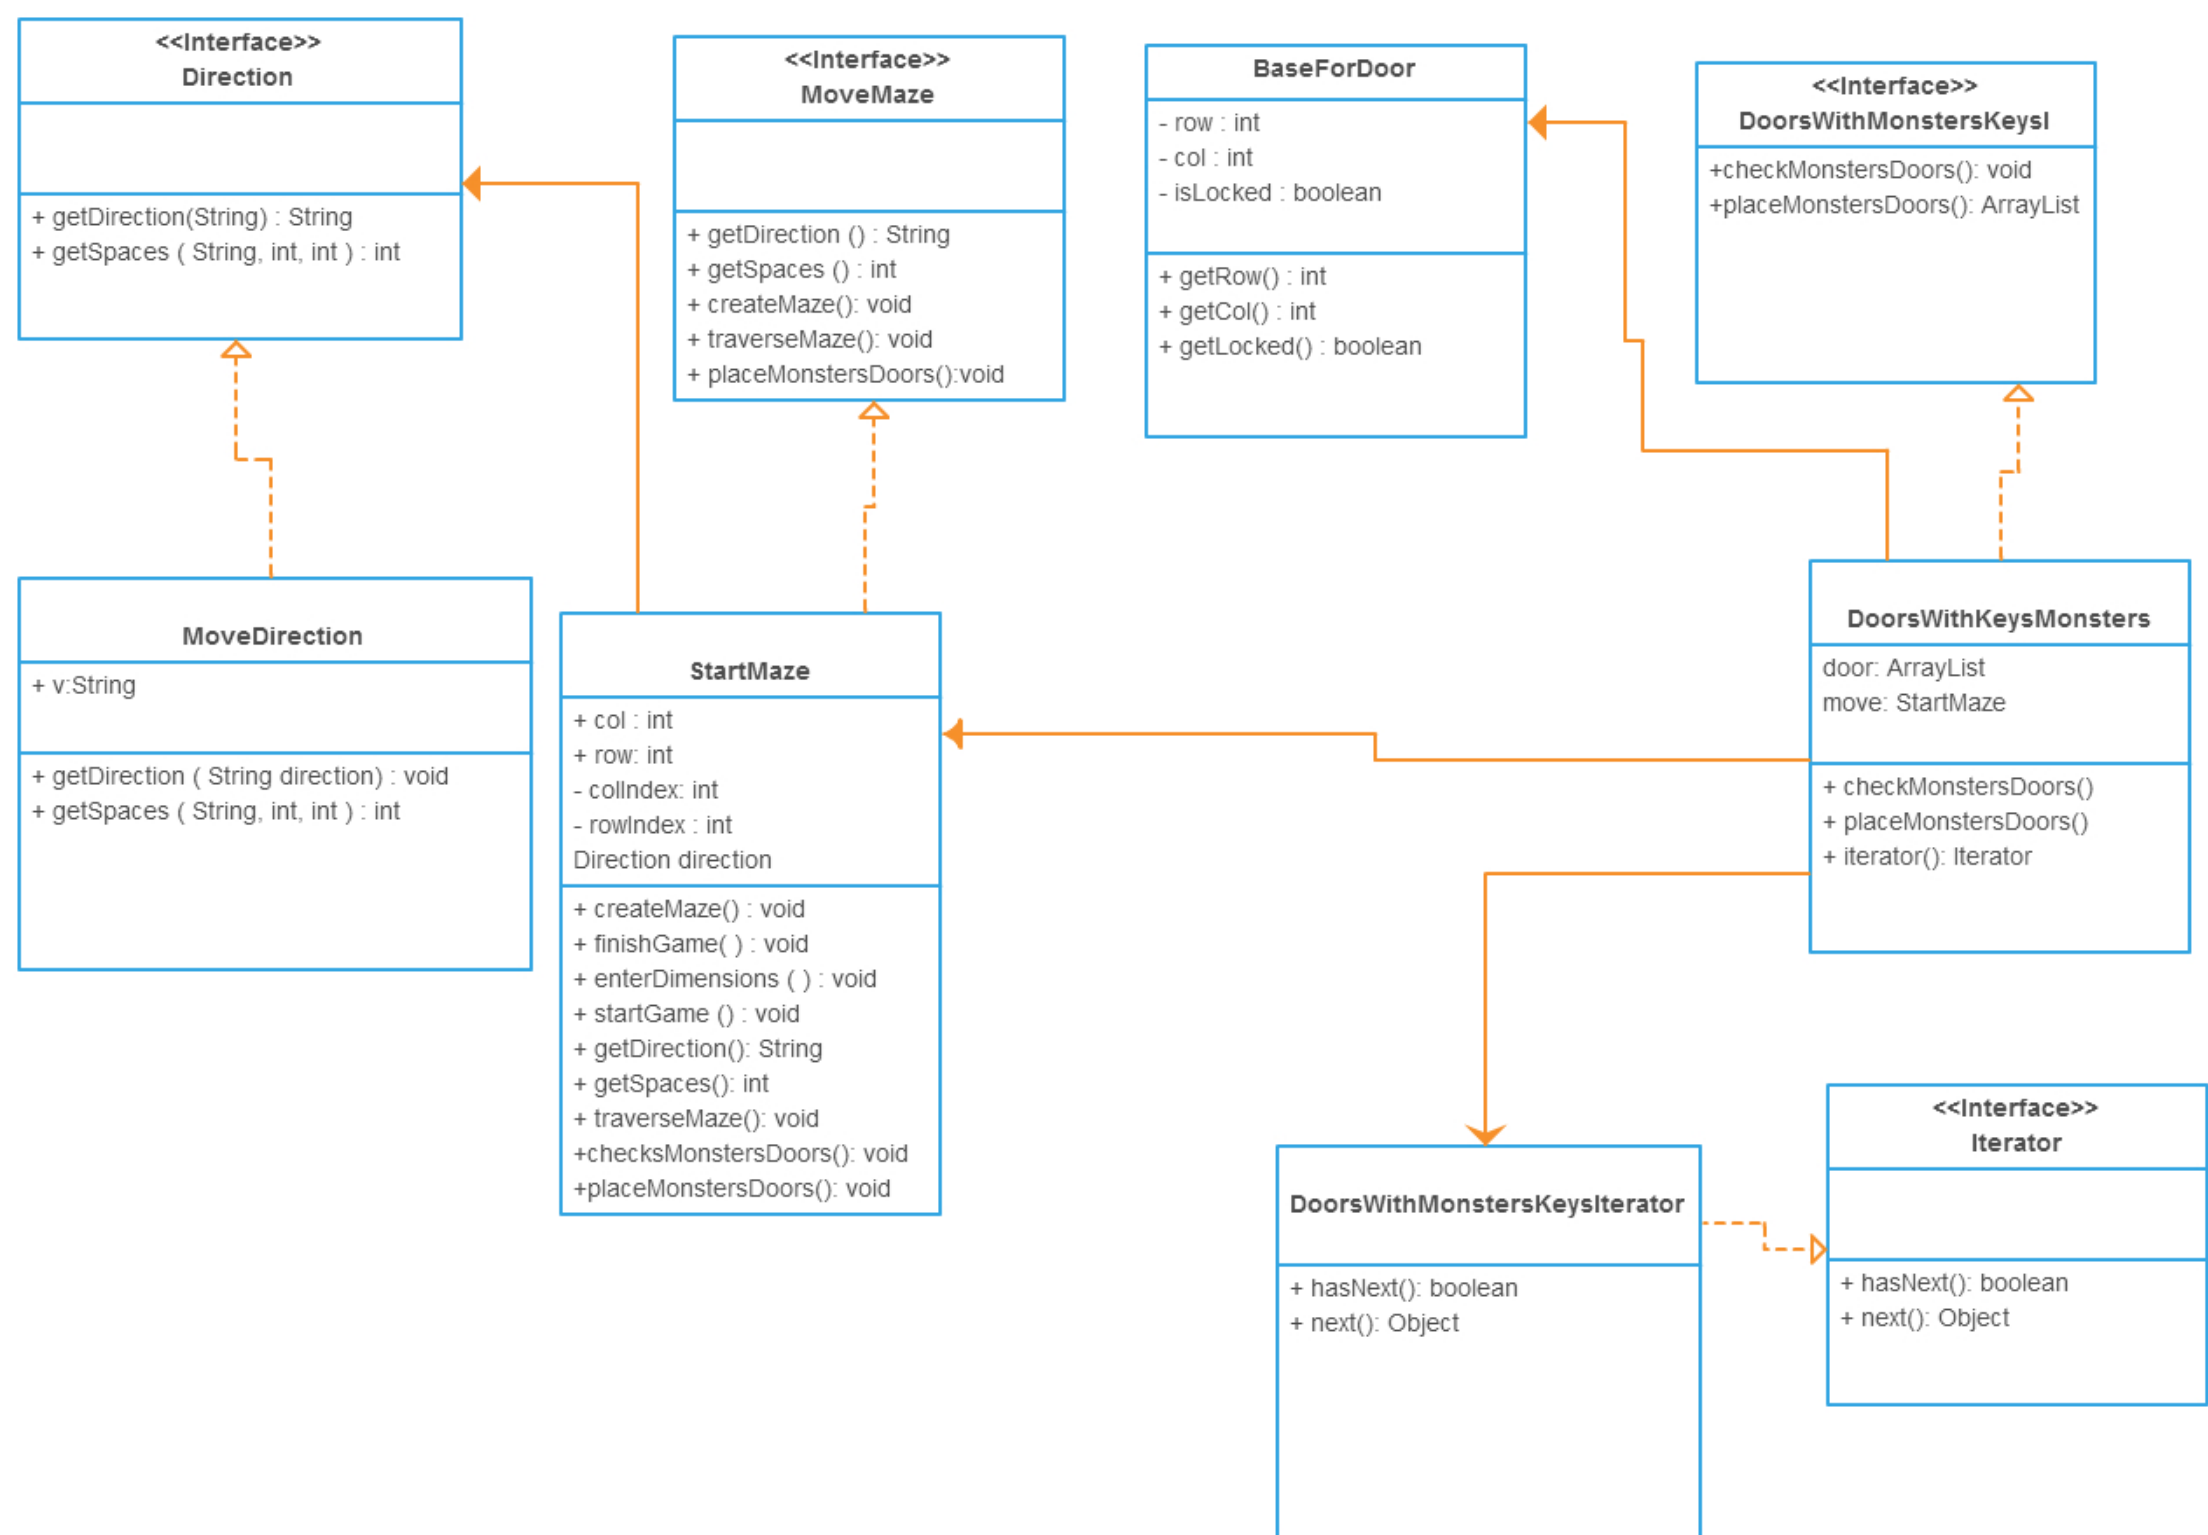 <<Interface>>
Direction
+ getDirection(String) : String
+ getSpaces ( String, int, int ) : int
<<Interface>>
MoveMaze
+ getDirection () : String
+ getSpaces () : int
+ createMaze(): void
+ traverseMaze(): void
+ placeMonstersDoors():void
BaseForDoor
- row : int
- col : int
- isLocked : boolean
+ getRow() : int
+ getCol() : int
+ getLocked() : boolean
<<Interface>>
DoorsWithMonstersKeysI
+checkMonstersDoors(): void
+placeMonstersDoors(): ArrayList
MoveDirection
+ v:String
+ getDirection ( String direction) : void
+ getSpaces ( String, int, int ) : int
StartMaze
+ col : int
+ row: int
- colIndex: int
- rowIndex : int
Direction direction
+ createMaze() : void
+ finishGame( ) : void
+ enterDimensions ( ) : void
+ startGame () : void
+ getDirection(): String
+ getSpaces(): int
+ traverseMaze(): void
+checksMonstersDoors(): void
+placeMonstersDoors(): void
DoorsWithKeysMonsters
door: ArrayList
move: StartMaze
+ checkMonstersDoors()
+ placeMonstersDoors()
+ iterator(): Iterator
DoorsWithMonstersKeysIterator
+ hasNext(): boolean
+ next(): Object
<<Interface>>
Iterator
+ hasNext(): boolean
+ next(): Object